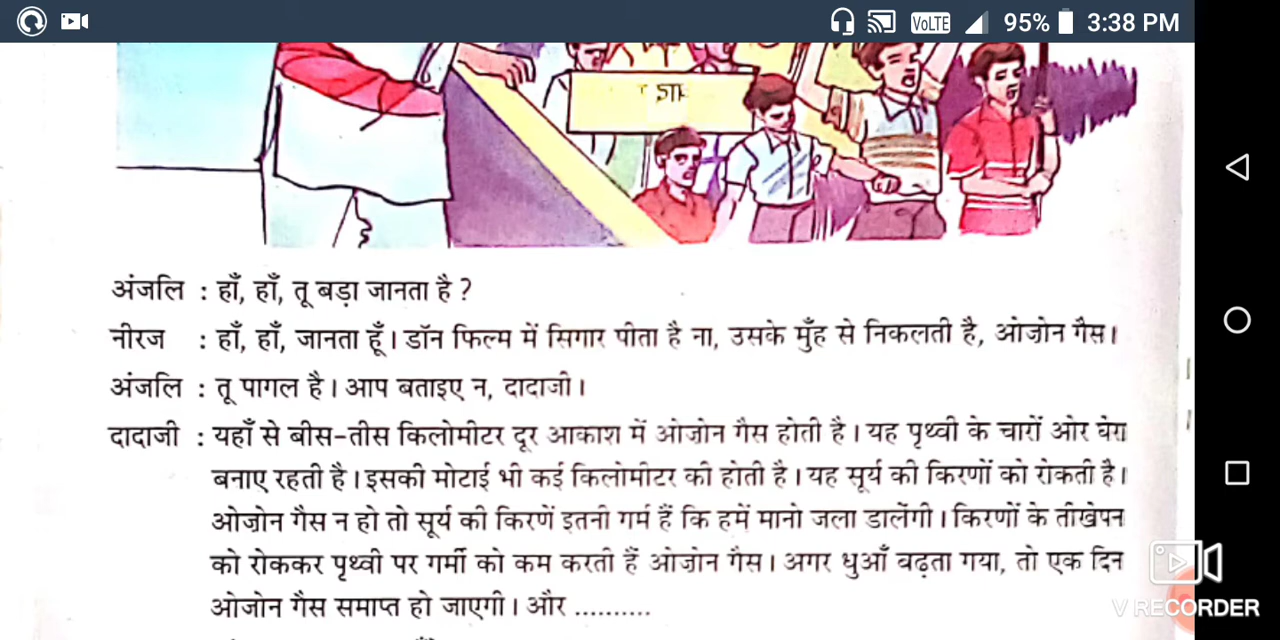 VoLTE 95% 3:38 PM
अंजलि : हाँ, हाँ, तू बड़ा जानता है ?
नीरज : हाँ, हाँ, जानता हूँ। डॉन फिल्म में सिगार पीता है ना, उसके मुँह से निकलती है, ओज़ोन गैस।
अंजलि : तू पागल है। आप बताइए न, दादाजी।
दादाजी : यहाँ से बीस-तीस किलोमीटर दूर आकाश में ओज़ोन गैस होती है। यह पृथ्वी के चारों ओर घेरा
बनाए रहती है। इसकी मोटाई भी कई किलोमीटर की होती है। यह सूर्य की किरणों को रोकती है।
ओज़ोन गैस न हो तो सूर्य की किरणें इतनी गर्म हैं कि हमें मानो जला डालेंगी। किरणों के तीखेपन
को रोककर पृथ्वी पर गर्मी को कम करती हैं ओज़ोन गैस। अगर धुआँ बढ़ता गया, तो एक दिन
ओजोन गैस समाप्त हो जाएगी। और ..........
V RECORDER